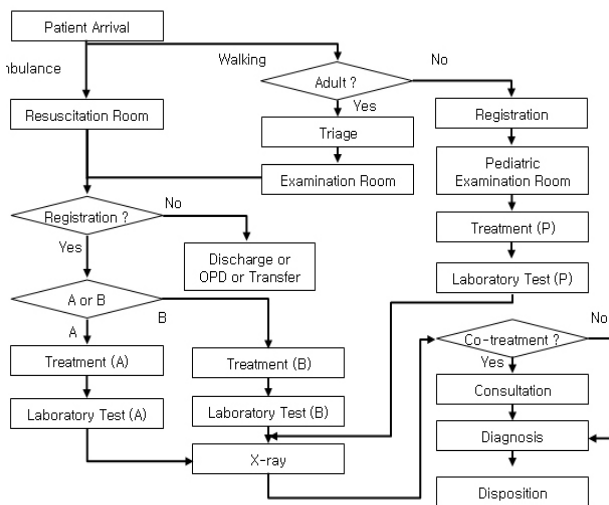 Patient Arrival
mbulance
Walking
Adult ?
No
Yes
Resuscitation Room
Triage
Registration
Examination Room
Pediatric
Examination Room
Registration ?
No
Yes
Discharge or
OPD or Transfer
Treatment (P)
Laboratory Test (P)
A or B
A
B
Treatment (A)
Treatment (B)
Laboratory Test (A)
Laboratory Test (B)
X-ray
Co-treatment ?
No
Yes
Consultation
Diagnosis
Disposition